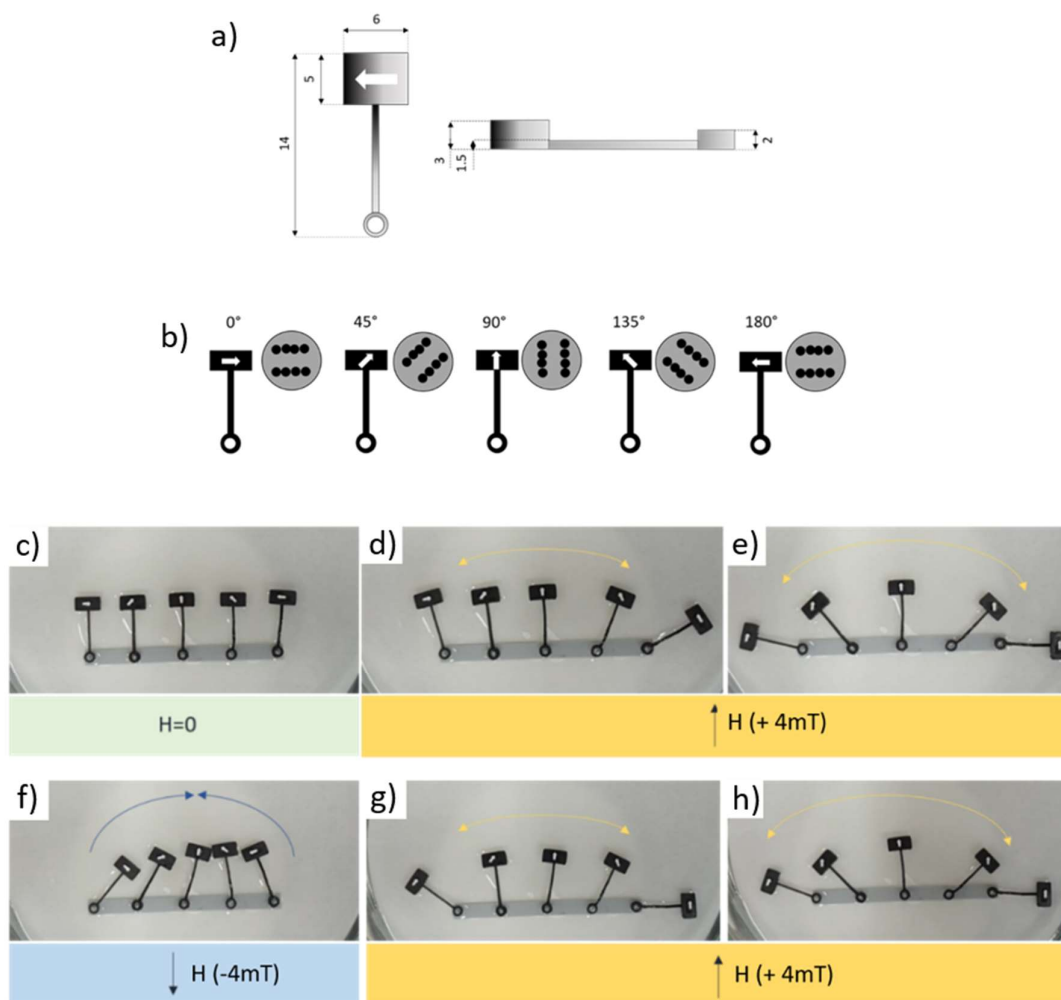 a)
6
5
14
3
1.5
2
b)
0° 45° 90° 135° 180°
c) d) e)
H=0 H (+ 4mT)
f) g) h)
H (-4mT) H (+ 4mT)